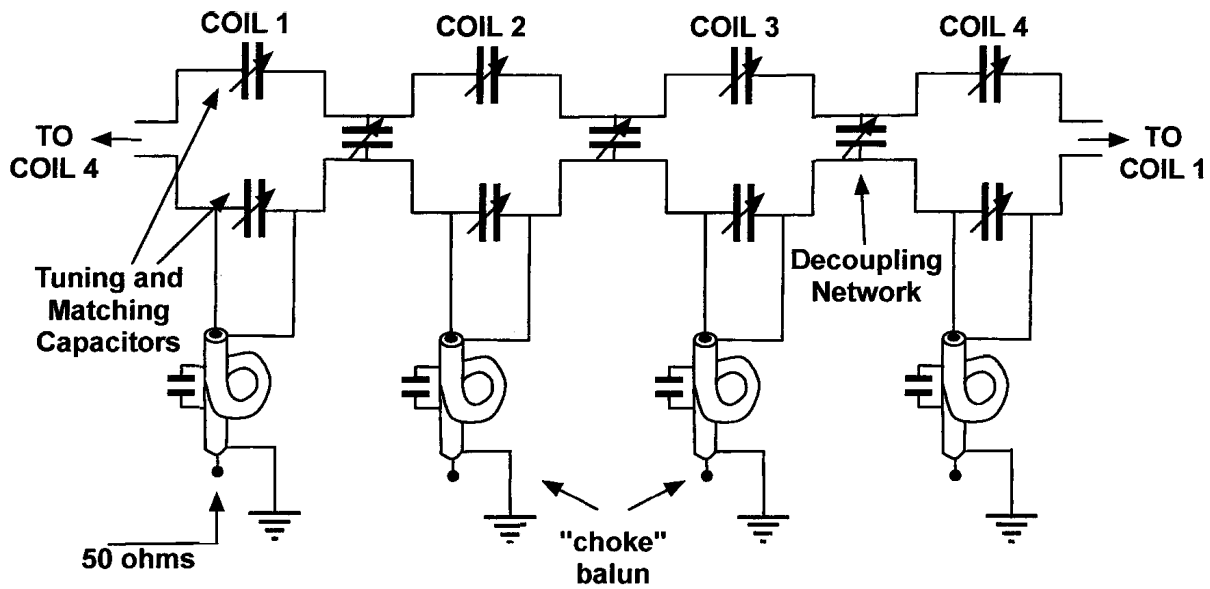 COIL 1
COIL 2
COIL 3
COIL 4
TO
COIL 4
TO
COIL 1
Tuning and
Matching
Capacitors
Decoupling
Network
50 ohms
"choke"
balun